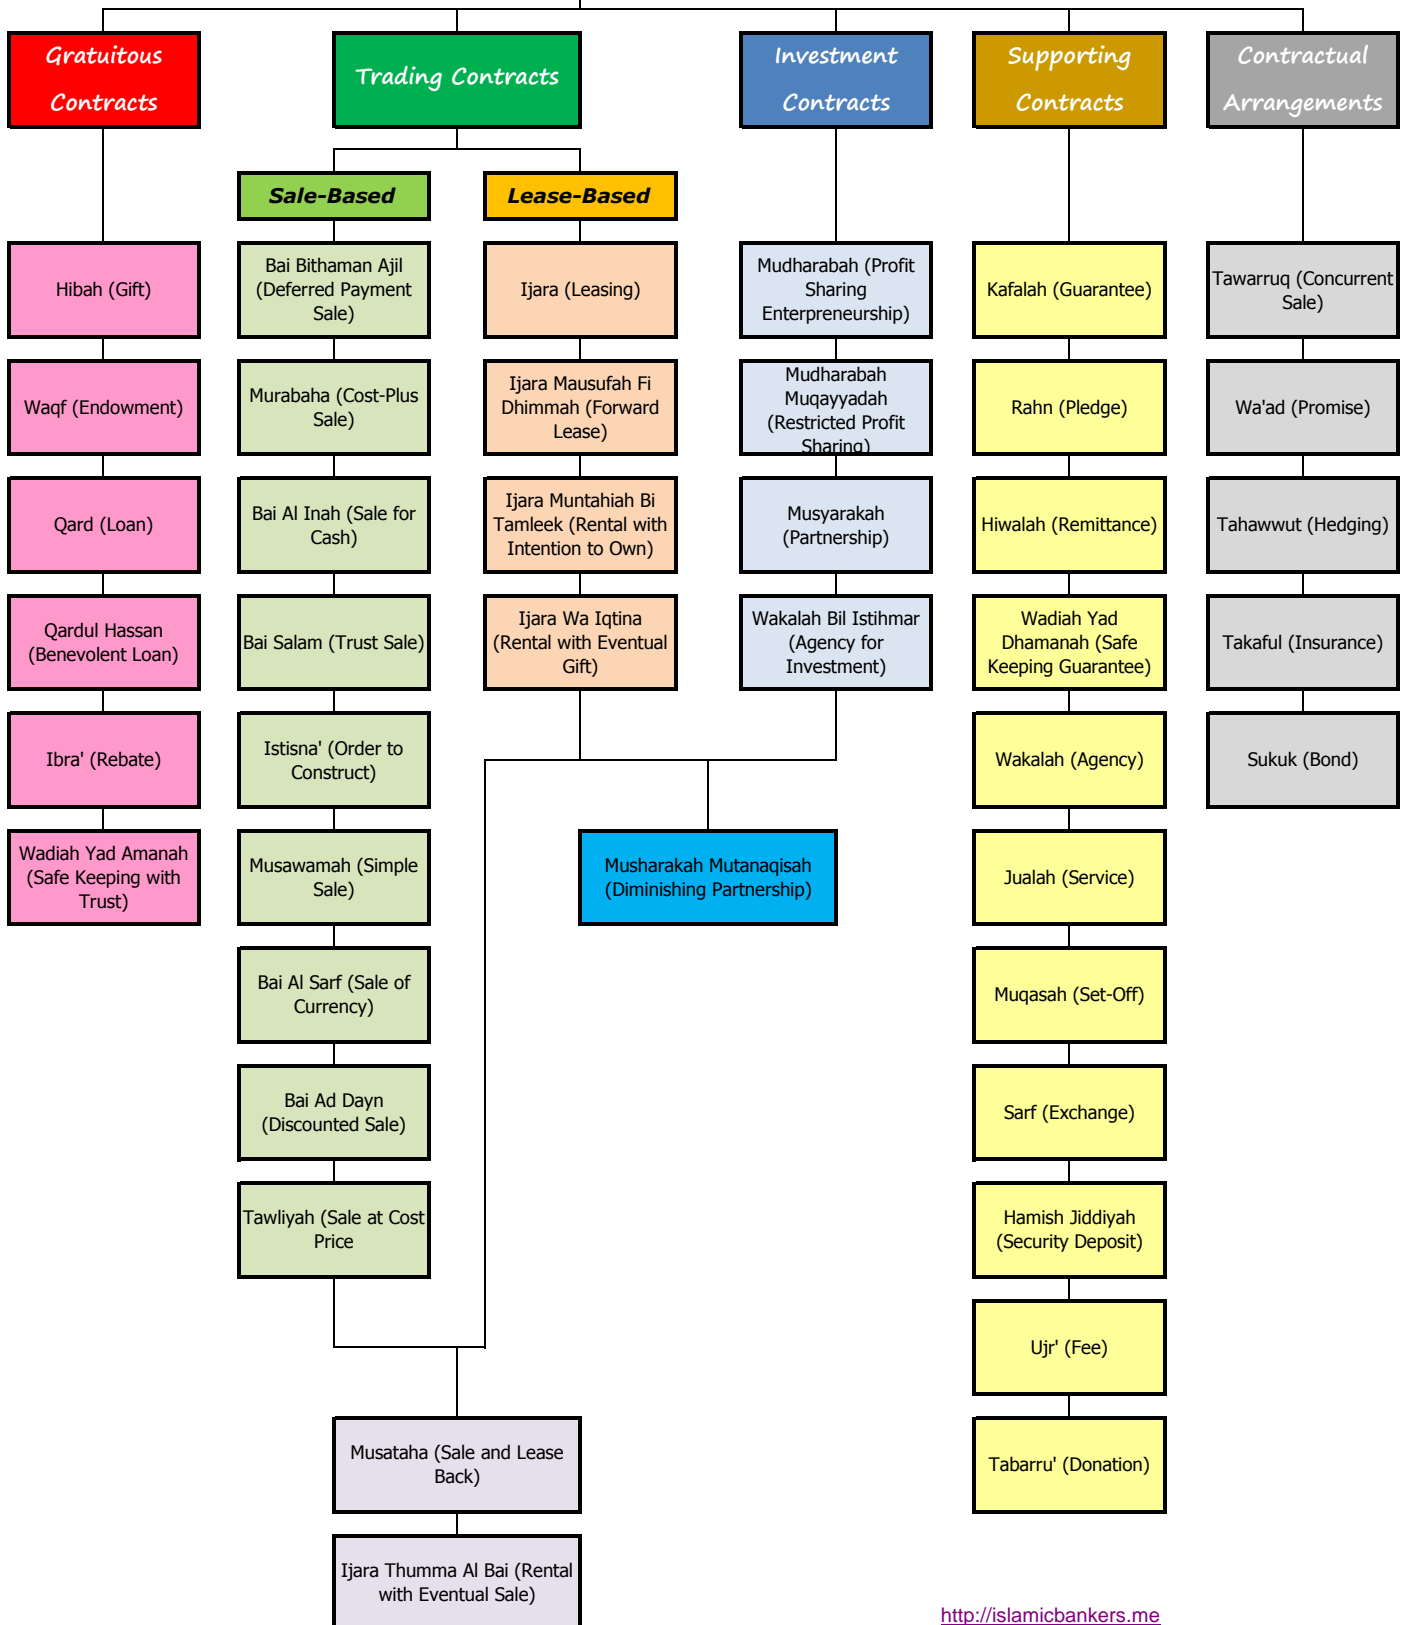 Gratuitous
Contracts
Trading Contracts
Investment
Contracts
Supporting
Contracts
Contractual
Arrangements
Sale-Based
Lease-Based
Hibah (Gift)
Waqf (Endowment)
Qard (Loan)
Qardul Hassan
(Benevolent Loan)
Ibra' (Rebate)
Wadiah Yad Amanah
(Safe Keeping with
Trust)
Bai Bithaman Ajil
(Deferred Payment
Sale)
Murabaha (Cost-Plus
Sale)
Bai Al Inah (Sale for
Cash)
Bai Salam (Trust Sale)
Istisna' (Order to
Construct)
Musawamah (Simple
Sale)
Bai Al Sarf (Sale of
Currency)
Bai Ad Dayn
(Discounted Sale)
Tawliyah (Sale at Cost
Price
Ijara (Leasing)
Ijara Mausufah Fi
Dhimmah (Forward
Lease)
Ijara Muntahiah Bi
Tamleek (Rental with
Intention to Own)
Ijara Wa Iqtina
(Rental with Eventual
Gift)
Mudharabah (Profit
Sharing
Enterpreneurship)
Mudharabah
Muqayyadah
(Restricted Profit
Sharing)
Musyarakah
(Partnership)
Wakalah Bil Istihmar
(Agency for
Investment)
Musharakah Mutanaqisah
(Diminishing Partnership)
Musataha (Sale and Lease
Back)
Ijara Thumma Al Bai (Rental
with Eventual Sale)
Kafalah (Guarantee)
Rahn (Pledge)
Hiwalah (Remittance)
Wadiah Yad
Dhamanah (Safe
Keeping Guarantee)
Wakalah (Agency)
Jualah (Service)
Muqasah (Set-Off)
Sarf (Exchange)
Hamish Jiddiyah
(Security Deposit)
Ujr' (Fee)
Tabarru' (Donation)
Tawarruq (Concurrent
Sale)
Wa'ad (Promise)
Tahawwut (Hedging)
Takaful (Insurance)
Sukuk (Bond)
http://islamicbankers.me